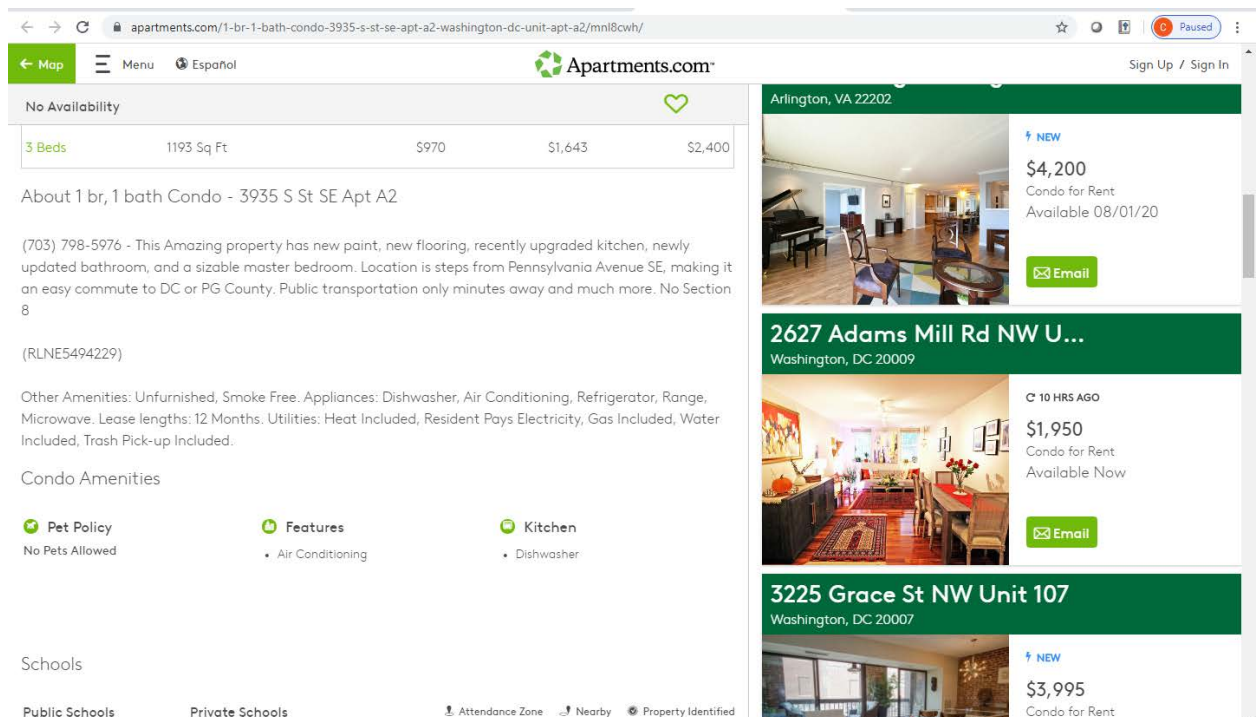 apartments.com/1-br-1-bath-condo-3935-s-st-se-apt-a2-washington-dc-unit-apt-a2/mnl8cwh/
C Paused
← Map
Menu
Español
Apartments.com
Sign Up / Sign In
No Availability
3 Beds 1193 Sq Ft $970 $1,643 $2,400
About 1 br, 1 bath Condo - 3935 S St SE Apt A2
(703) 798-5976 - This Amazing property has new paint, new flooring, recently upgraded kitchen, newly
updated bathroom, and a sizable master bedroom. Location is steps from Pennsylvania Avenue SE, making it
an easy commute to DC or PG County. Public transportation only minutes away and much more. No Section
8
(RLNE5494229)
Other Amenities: Unfurnished, Smoke Free. Appliances: Dishwasher, Air Conditioning, Refrigerator, Range,
Microwave. Lease lengths: 12 Months. Utilities: Heat Included, Resident Pays Electricity, Gas Included, Water
Included, Trash Pick-up Included.
Condo Amenities
Pet Policy
No Pets Allowed
Features
• Air Conditioning
Kitchen
• Dishwasher
Schools
Public Schools Private Schools
Attendance Zone Nearby Property Identified
Arlington, VA 22202
NEW
$4,200
Condo for Rent
Available 08/01/20
Email
2627 Adams Mill Rd NW U...
Washington, DC 20009
10 HRS AGO
$1,950
Condo for Rent
Available Now
Email
3225 Grace St NW Unit 107
Washington, DC 20007
NEW
$3,995
Condo for Rent